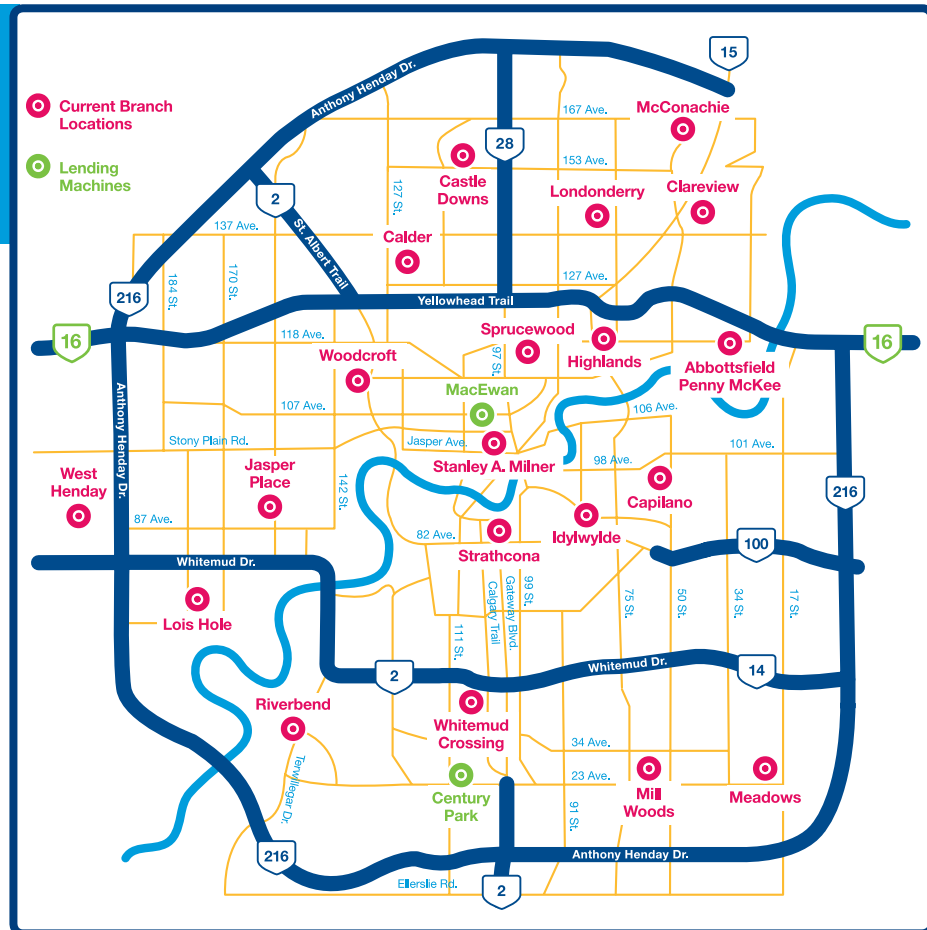 Current Branch
Locations
Lending
Machines
Anthony Henday Dr.
15
McConachie
167 Ave.
28
153 Ave.
Castle
Downs
Londonderry
Clareview
2
127 St.
St. Albert Trail
137 Ave.
Calder
184 St.
170 St.
127 Ave.
216
Yellowhead Trail
16
118 Ave.
Sprucewood
97 St.
Highlands
16
Woodcroft
Abbottsfield
Penny McKee
MacEwan
107 Ave.
106 Ave.
Anthony Henday Dr.
Stony Plain Rd.
Jasper Ave.
101 Ave.
Stanley A. Milner
98 Ave.
West
Henday
Jasper
Place
142 St.
Capilano
216
87 Ave.
82 Ave.
Strathcona
Idylwylde
100
Whitemud Dr.
Lois Hole
111 St.
Calgary Trail
Gateway Blvd.
99 St.
75 St.
50 St.
34 St.
17 St.
2
Whitemud Dr.
14
Riverbend
Whitemud
Crossing
34 Ave.
23 Ave.
Terwillegar Dr.
Century
Park
91 St.
Mill
Woods
Meadows
216
Anthony Henday Dr.
Ellerslie Rd.
2